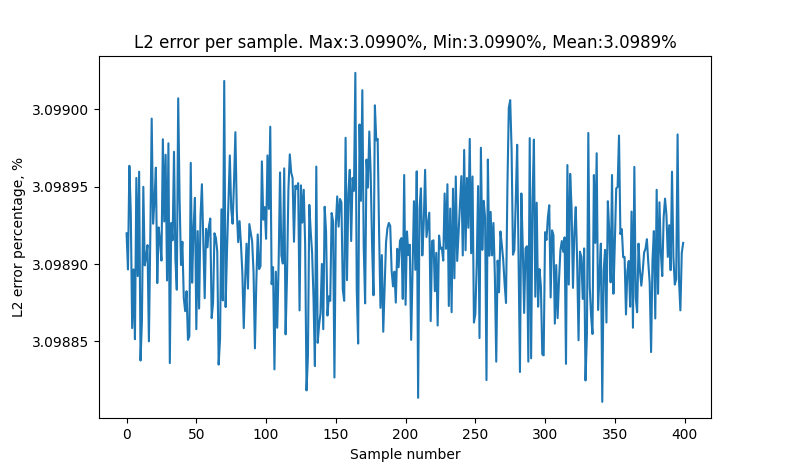 L2 error per sample. Max:3.0990%, Min:3.0990%, Mean:3.0989%
3.09900
3.09895
3.09890
3.09885
L2 error percentage, %
0 50 100 150 200 250 300 350 400
Sample number